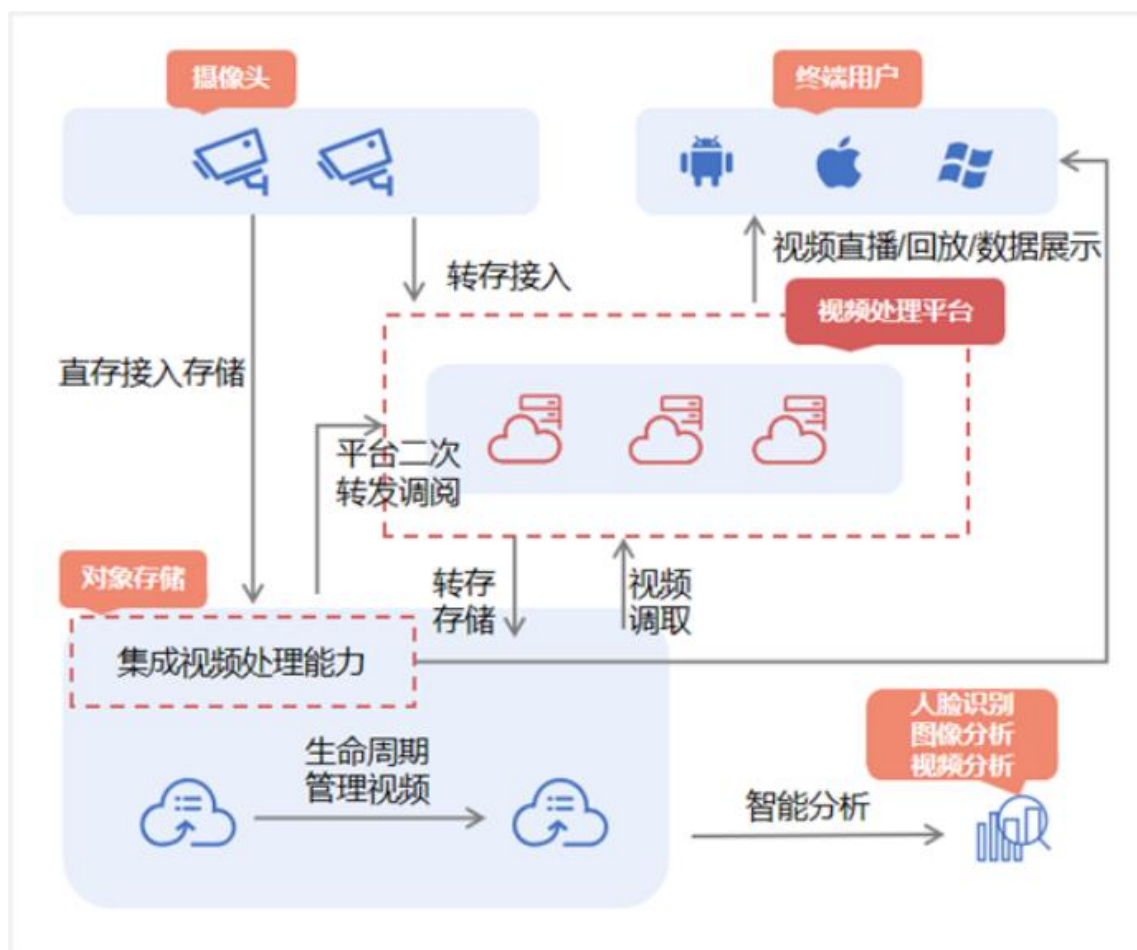 摄像头
终端用户
视频直播/回放/数据展示
转存接入
视频处理平台
直存接入存储
平台二次
转发调阅
对象存储
转存
存储
视频
调取
集成视频处理能力
人脸识别
图像分析
视频分析
生命周期
管理视频
智能分析